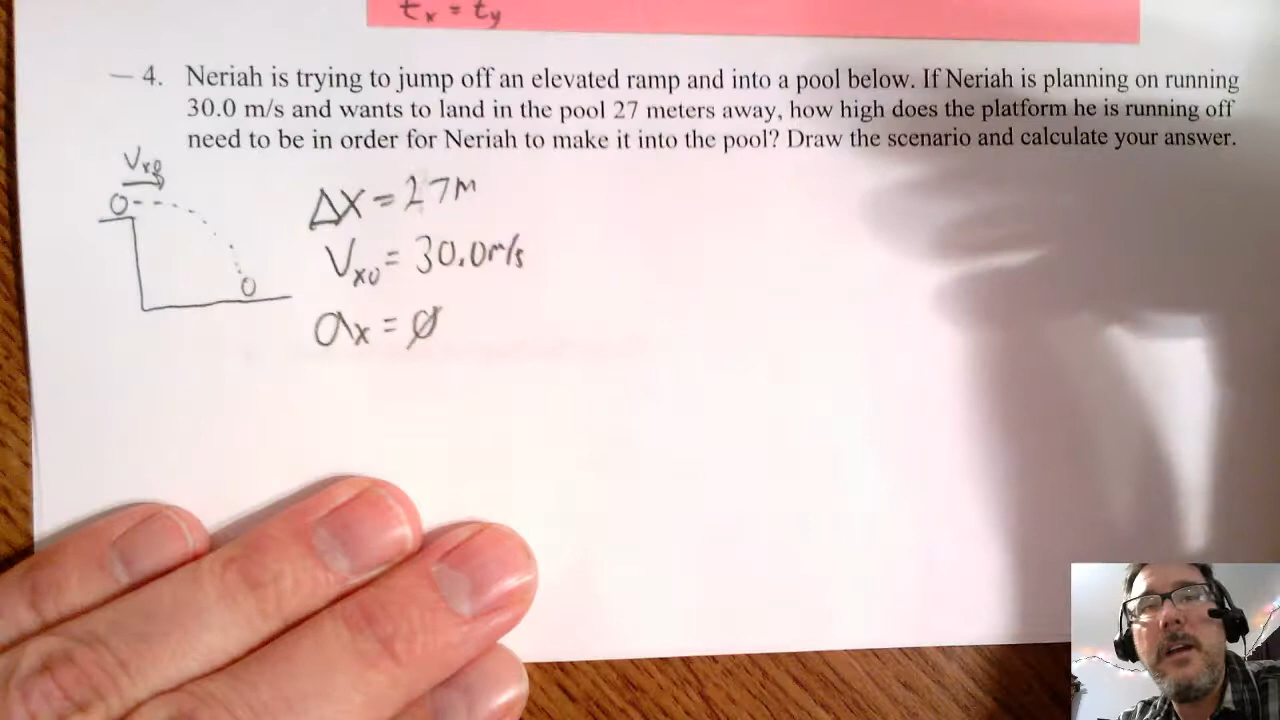 tx = ty
— 4. Neriah is trying to jump off an elevated ramp and into a pool below. If Neriah is planning on running
30.0 m/s and wants to land in the pool 27 meters away, how high does the platform he is running off
need to be in order for Neriah to make it into the pool? Draw the scenario and calculate your answer.
Vx0
Δx = 27m
Vx0 = 30.0m/s
ax = Ø